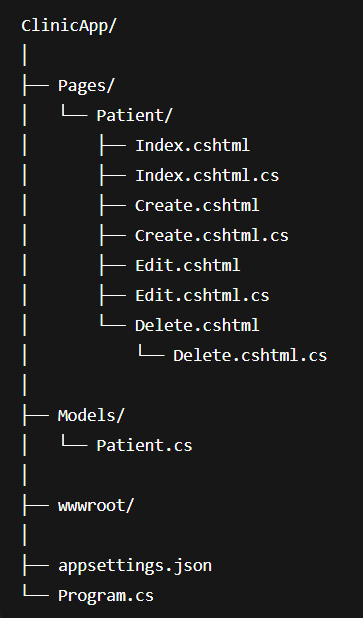 ClinicApp/
│
├── Pages/
│   └── Patient/
│       ├── Index.cshtml
│       ├── Index.cshtml.cs
│       ├── Create.cshtml
│       ├── Create.cshtml.cs
│       ├── Edit.cshtml
│       ├── Edit.cshtml.cs
│       └── Delete.cshtml
│           └── Delete.cshtml.cs
│
├── Models/
│   └── Patient.cs
│
├── wwwroot/
│
├── appsettings.json
└── Program.cs